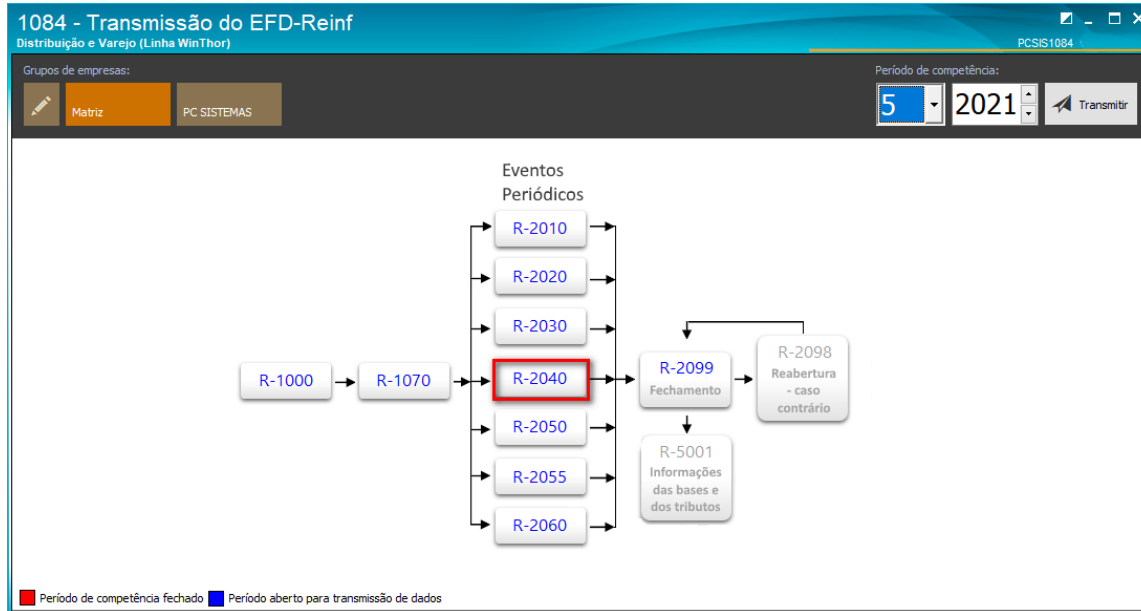 1084 - Transmissão do EFD-Reinf
Distribuição e Varejo (Linha WinThor)
PCSIS1084
Grupos de empresas:
Matriz
PC SISTEMAS
Período de competência:
5
2021
Transmitir
Eventos
Periódicos
R-2010
R-2020
R-2030
R-1000
R-1070
R-2040
R-2050
R-2055
R-2060
R-2099
Fechamento
R-2098
Reabertura
- caso
contrário
R-5001
Informações
das bases e
dos tributos
Período de competência fechado
Período aberto para transmissão de dados